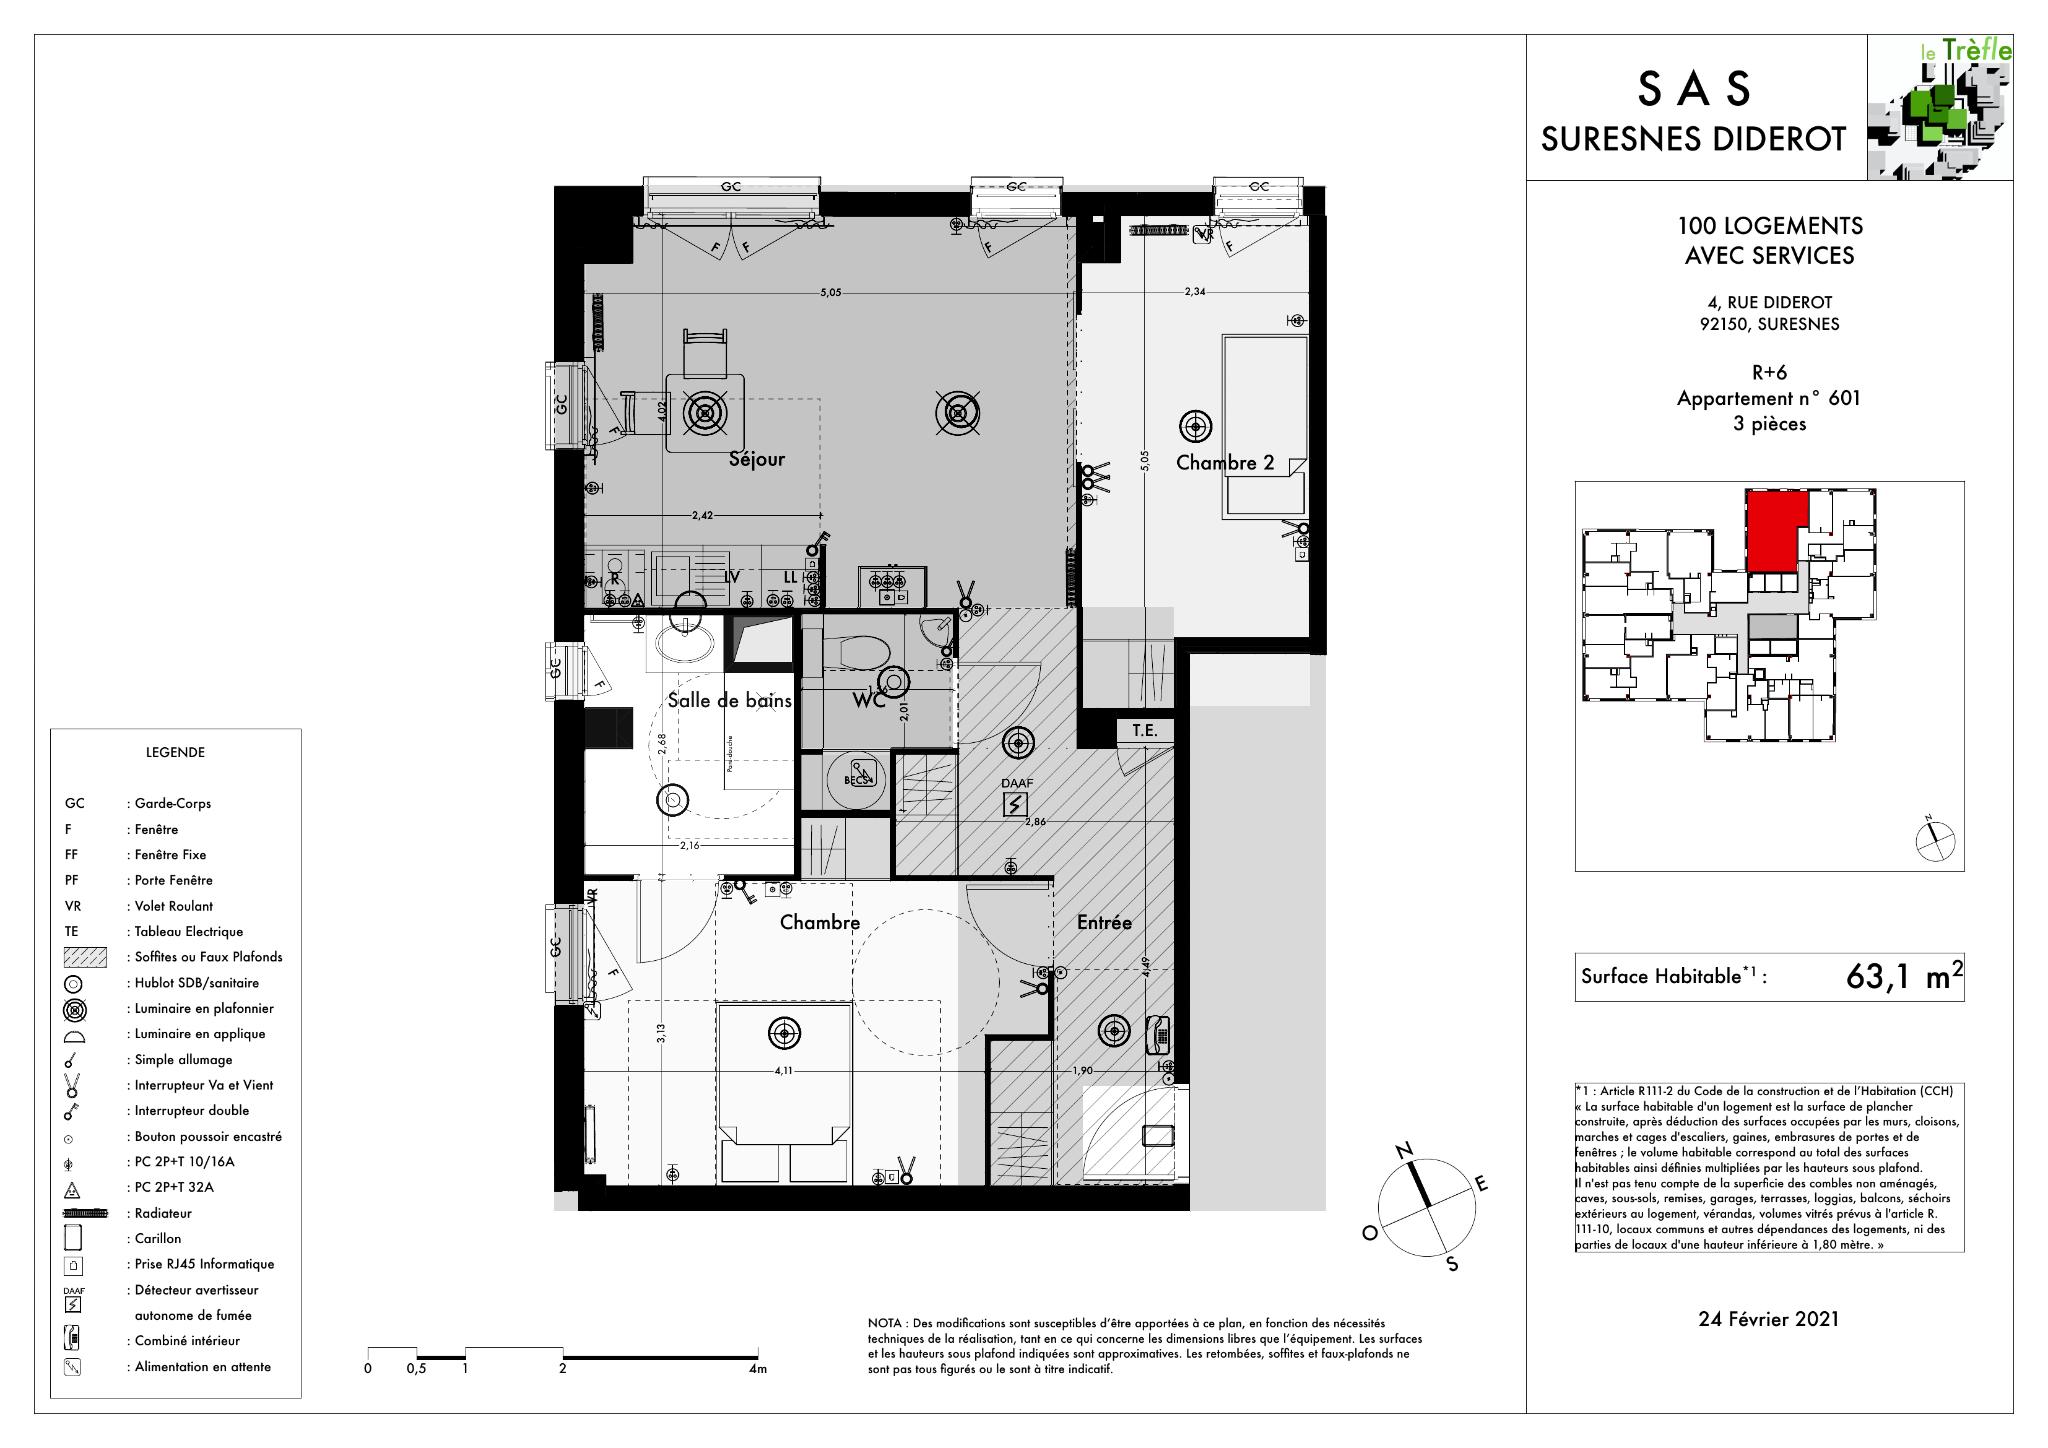 le Trèfle
SAS
SURESNES DIDEROT
100 LOGEMENTS
AVEC SERVICES
4, RUE DIDEROT
92150, SURESNES
R+6
Appartement n° 601
3 pièces
N
Surface Habitable*1 : 63,1 m²
*1 : Article R111-2 du Code de la construction et de l'Habitation (CCH)
« La surface habitable d'un logement est la surface de plancher
construite, après déduction des surfaces occupées par les murs, cloisons,
marches et cages d'escaliers, gaines, embrasures de portes et de
fenêtres ; le volume habitable correspond au total des surfaces
habitables ainsi définies multipliées par les hauteurs sous plafond.
Il n'est pas tenu compte de la superficie des combles non aménagés,
caves, sous-sols, remises, garages, terrasses, loggias, balcons, séchoirs
extérieurs au logement, vérandas, volumes vitrés prévus à l'article R.
111-10, locaux communs et autres dépendances des logements, ni des
parties de locaux d'une hauteur inférieure à 1,80 mètre. »
24 Février 2021
GC
GC
GC
F
F
F
F
VR
5,05
2,34
GC
F
4,02
Séjour
5,05
Chambre 2
2,42
R
LV
LL
GC
F
Salle de bains
WC
2,01
T.E.
2,68
Pare-douche
BECS
DAAF
2,86
2,16
VR
GC
F
Chambre
Entrée
4,49
3,13
4,11
1,90
N
E
O
S
LEGENDE
GC : Garde-Corps
F : Fenêtre
FF : Fenêtre Fixe
PF : Porte Fenêtre
VR : Volet Roulant
TE : Tableau Electrique
: Soffites ou Faux Plafonds
: Hublot SDB/sanitaire
: Luminaire en plafonnier
: Luminaire en applique
: Simple allumage
: Interrupteur Va et Vient
: Interrupteur double
: Bouton poussoir encastré
: PC 2P+T 10/16A
: PC 2P+T 32A
: Radiateur
: Carillon
: Prise RJ45 Informatique
DAAF : Détecteur avertisseur
autonome de fumée
: Combiné intérieur
: Alimentation en attente
0 0,5 1 2 4m
NOTA : Des modifications sont susceptibles d'être apportées à ce plan, en fonction des nécessités
techniques de la réalisation, tant en ce qui concerne les dimensions libres que l'équipement. Les surfaces
et les hauteurs sous plafond indiquées sont approximatives. Les retombées, soffites et faux-plafonds ne
sont pas tous figurés ou le sont à titre indicatif.